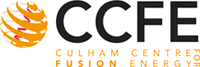 CCFE
CULHAM CENTRE
FUSION ENERGY
FOR